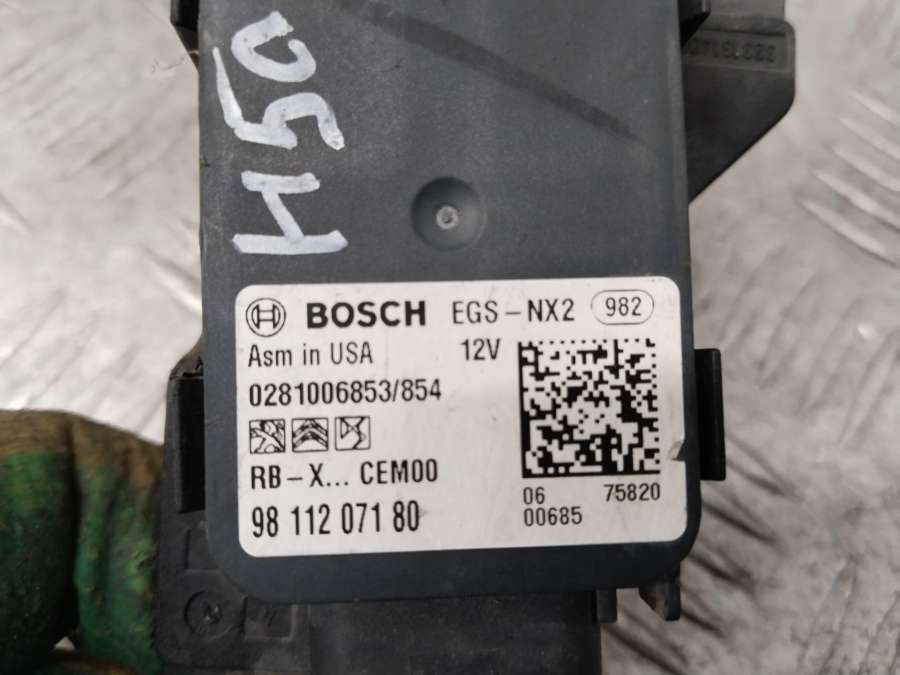 H50
BOSCH EGS-NX2 982
Asm in USA 12V
0281006853/854
RB-X... CEM00
98 112 071 80
06 75820
00685